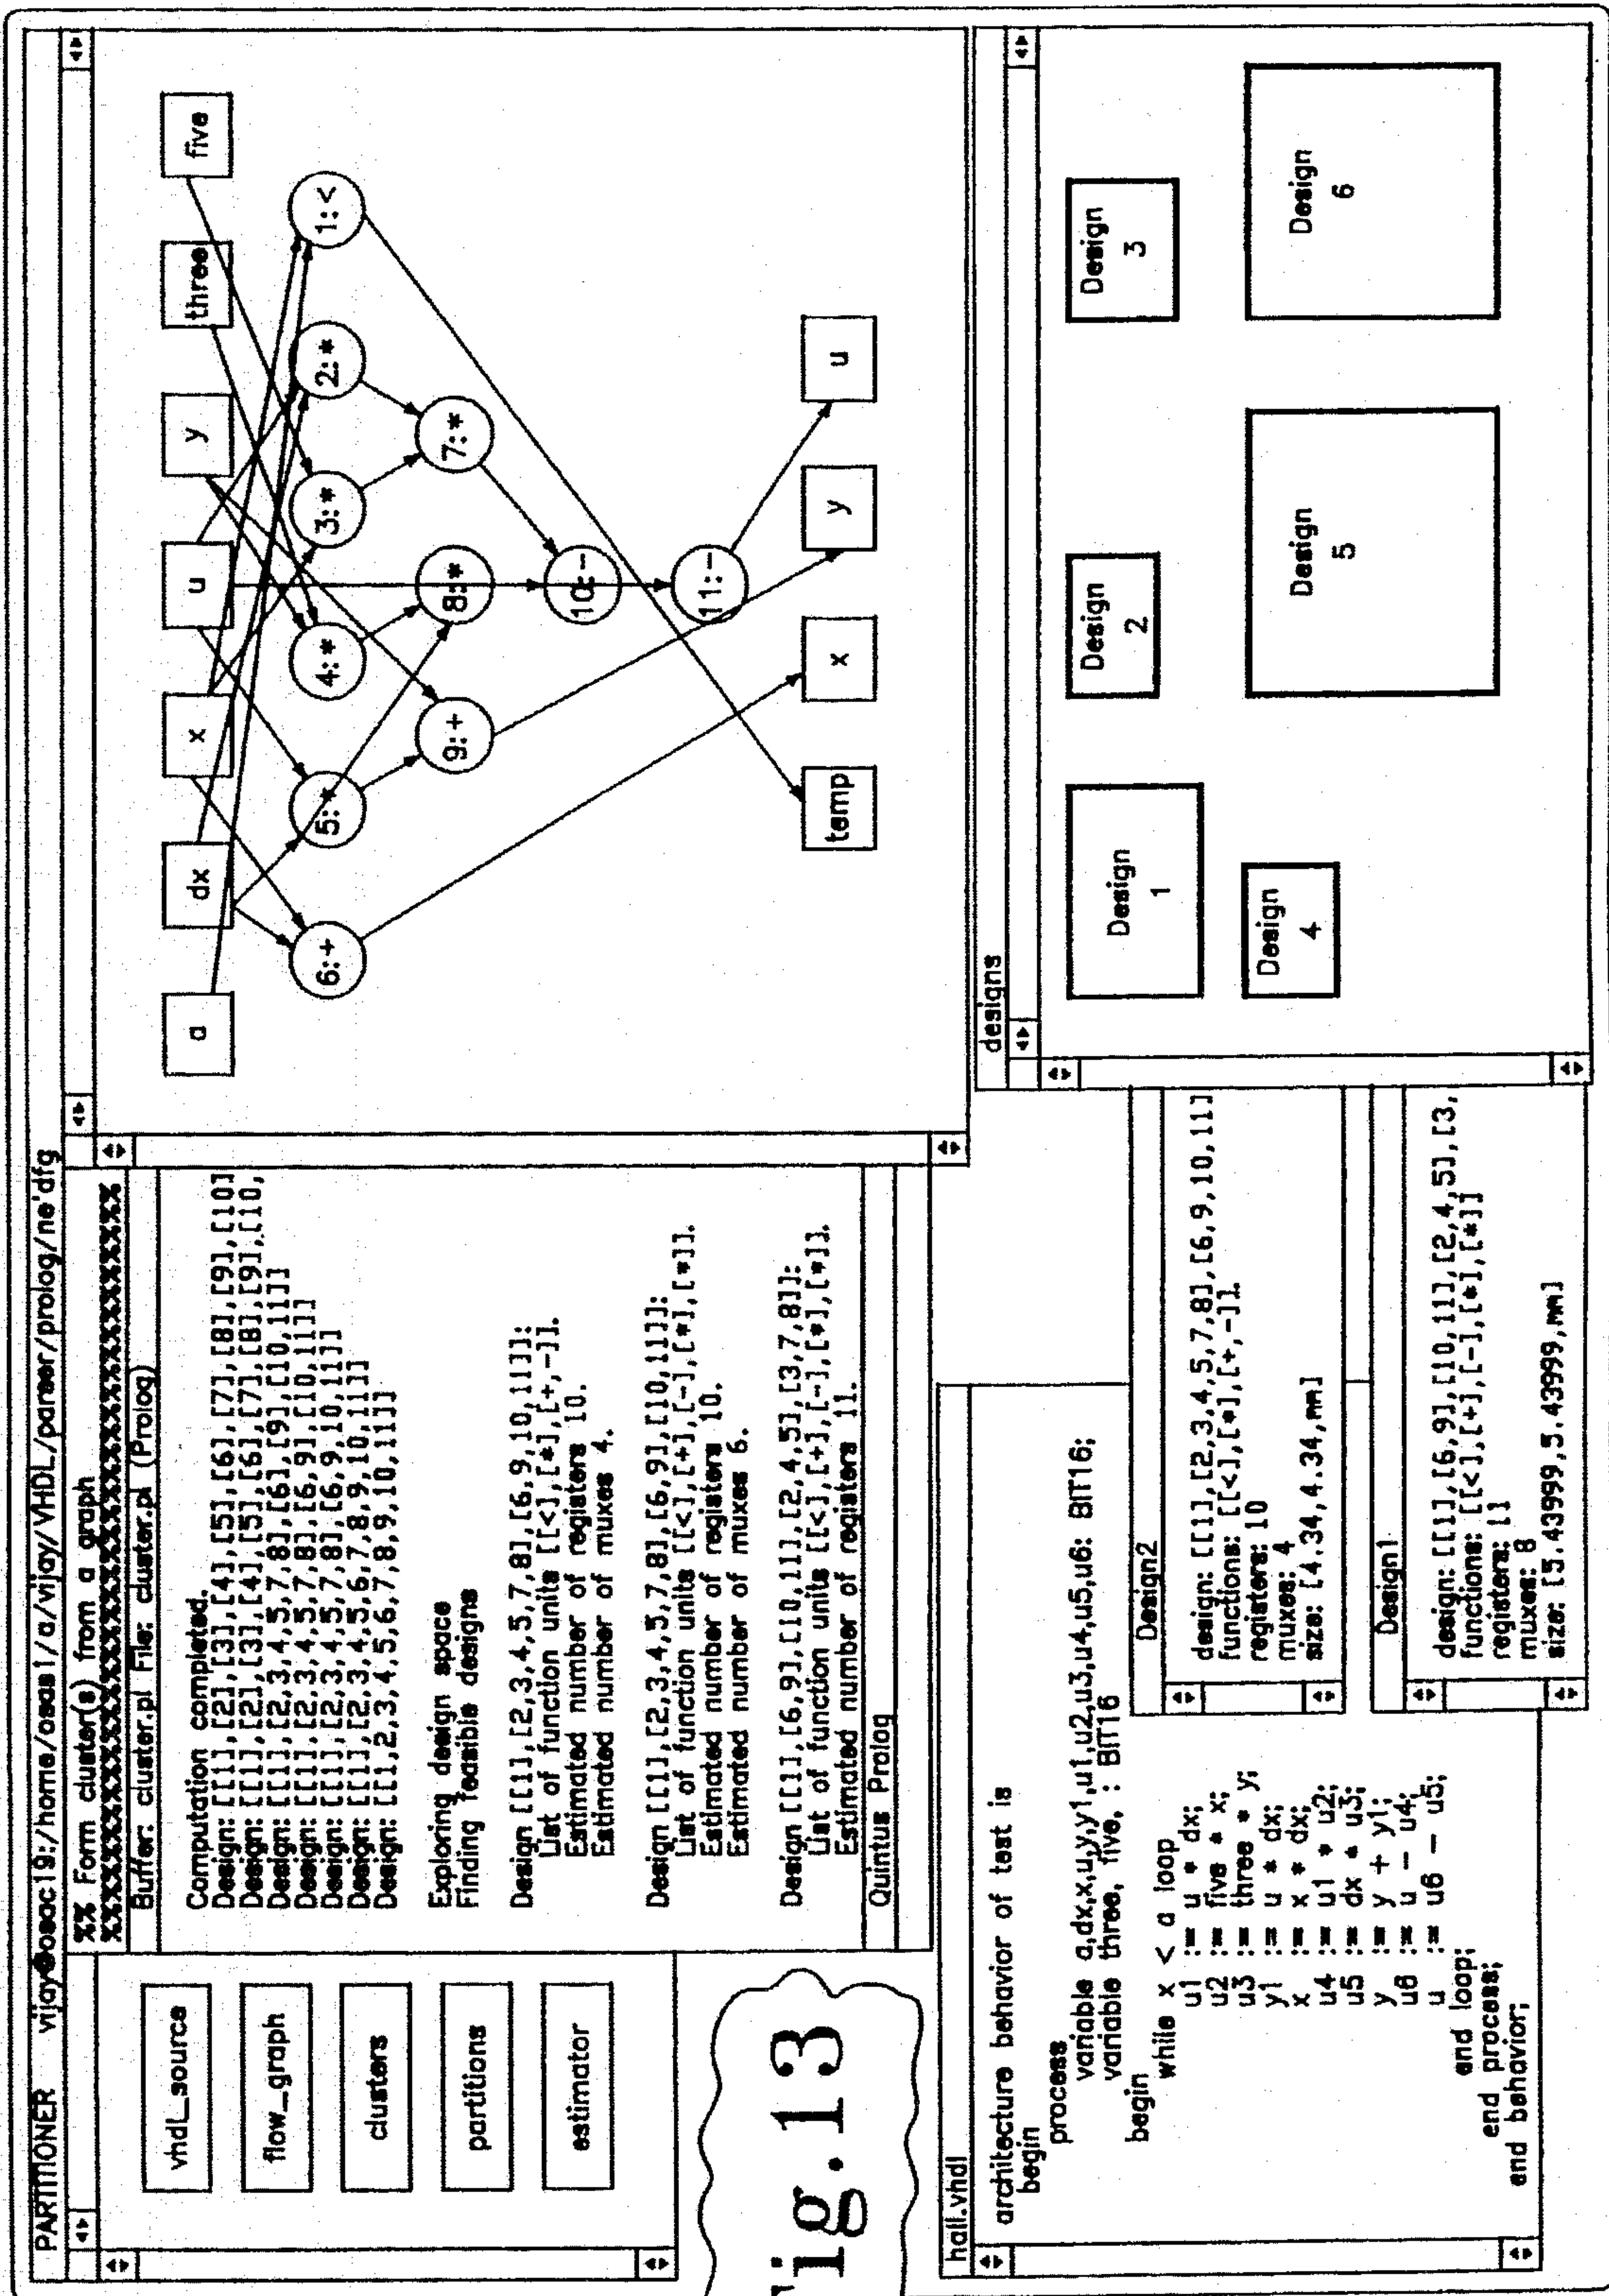 PARTITIONER vijay@osac19:/home/osas1/a/vijay/VHDL/parser/prolog/ne'dfg
vhdl_source
flow_graph
clusters
partitions
estimator
%% Form cluster(s) from a graph
Buffer: cluster.pl File: cluster.pl (Prolog)
Computation completed.
Design: [[1],[2],[3],[4],[5],[6],[7],[8],[9],[10]
Design: [[1],[2],[3],[4],[5],[6],[7],[8],[9],[10,
Design: [[1],[2,3,4,5,7,8],[6],[9],[10,11]]
Design: [[1],[2,3,4,5,7,8],[6,9],[10,11]]
Design: [[1],[2,3,4,5,7,8],[6,9,10,11]]
Design: [[1],[2,3,4,5,6,7,8,9,10,11]]
Design: [[1,2,3,4,5,6,7,8,9,10,11]]
Exploring design space
Finding feasible designs
Design [[1],[2,3,4,5,7,8],[6,9,10,11]]:
List of function units [[<],[*],[+,-]].
Estimated number of registers 10.
Estimated number of muxes 4.
Design [[1],[2,3,4,5,7,8],[6,9],[10,11]]:
List of function units [[<],[+],[-],[*],[*]].
Estimated number of registers 10.
Estimated number of muxes 6.
Design [[1],[6,9],[10,11],[2,4,5],[3,7,8]]:
List of function units [[<],[+],[-],[*],[*]].
Estimated number of registers 11.
Quintus Prolog
a
dx
x
u
y
three
five
6:+
5:*
4:*
3:*
2:*
1:<
9:+
8:*
7:*
10:-
11:-
temp
x
y
u
ig.13
hall.vhdl
architecture behavior of test is
begin
process
variable a,dx,x,u,y,y1,u1,u2,u3,u4,u5,u6: BIT16;
variable three, five, : BIT16
begin
while x < a loop
u1 := u * dx;
u2 := five * x;
u3 := three * y;
y1 := u * dx;
x := x * dx;
u4 := u1 * u2;
u5 := dx * u3;
y := y + y1;
u6 := u - u4;
u := u6 - u5;
end loop;
end process;
end behavior;
Design2
design: [[1],[2,3,4,5,7,8],[6,9,10,11]
functions: [[<],[*],[+,-]].
registers: 10
muxes: 4
size: [4.34,4.34,mm]
Design1
design: [[1],[6,9],[10,11],[2,4,5],[3,
functions: [[<],[+],[-],[*],[*]]
registers: 11
muxes: 8
size: [5.43999,5.43999,mm]
designs
Design
1
Design
2
Design
3
Design
4
Design
5
Design
6